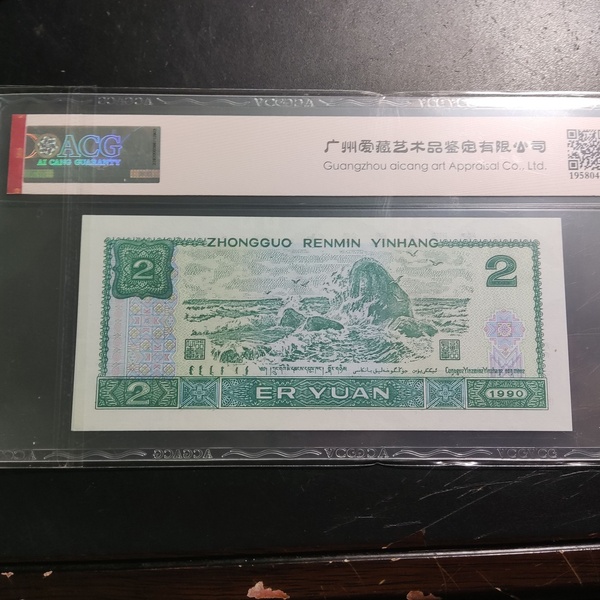 ACG
AI CANG GUARANTY
广州爱藏艺术品鉴定有限公司
Guangzhou aicang art Appraisal Co., Ltd.
195804
ZHONGGUO RENMIN YINHANG
2
2
2
ER YUAN
1990